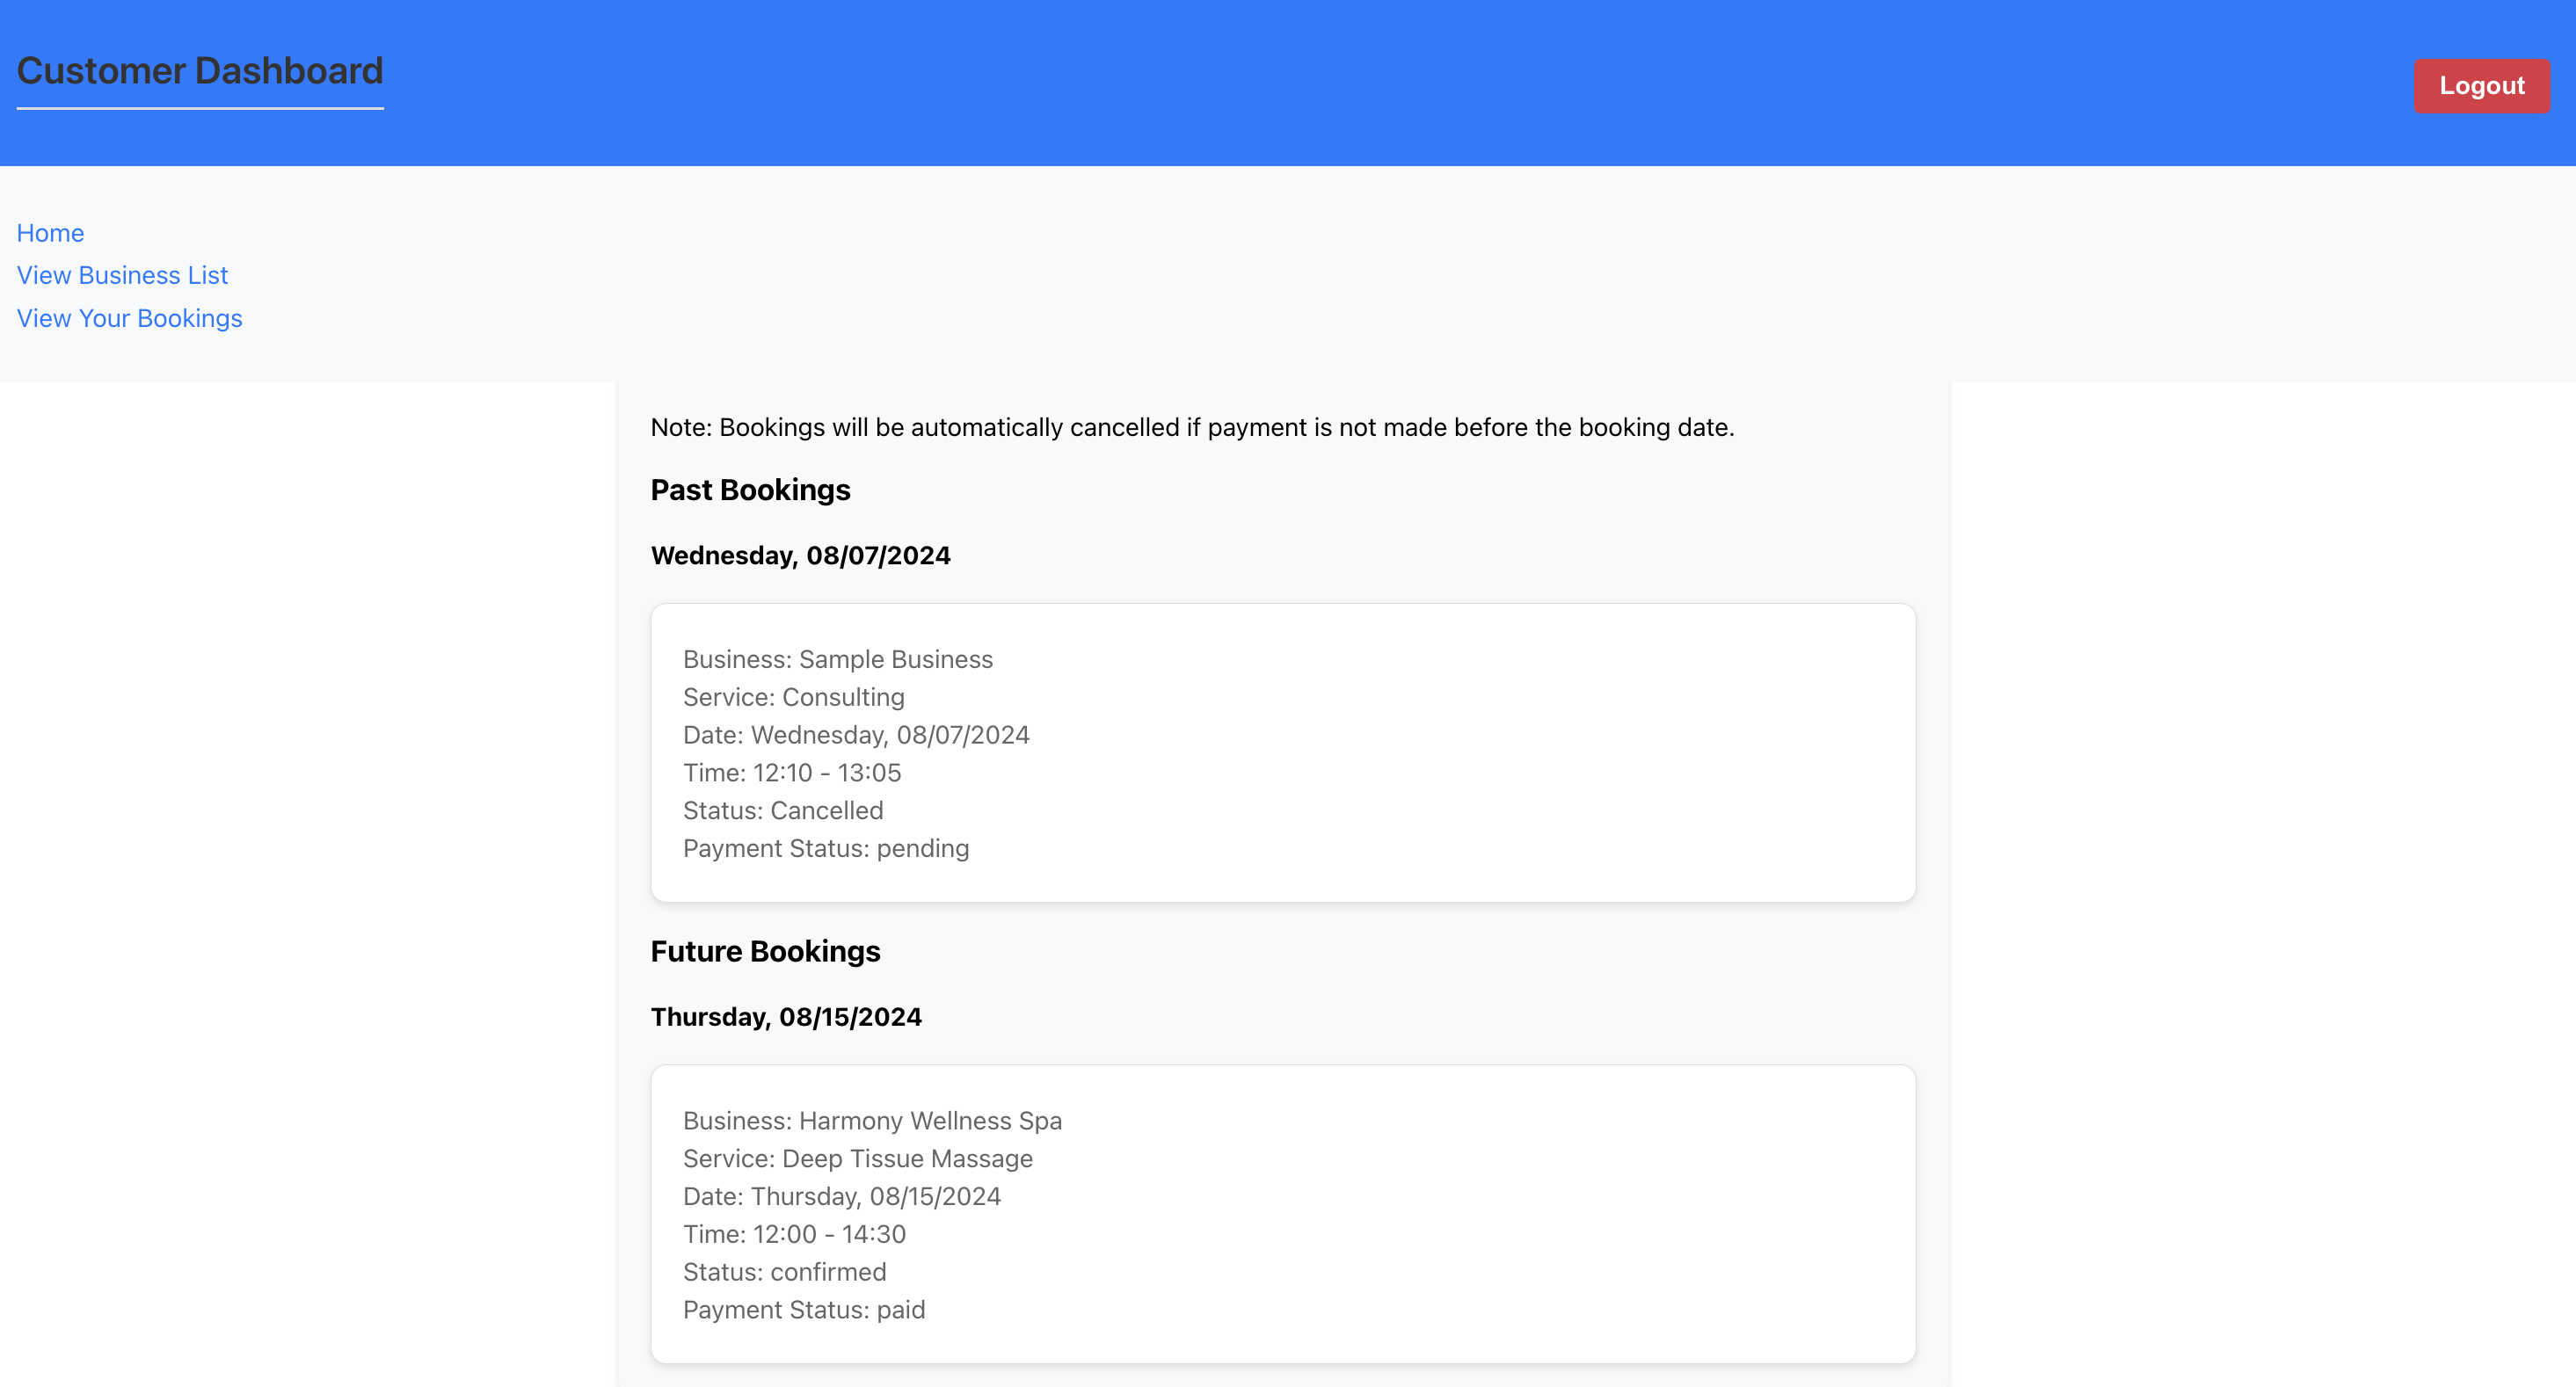 Customer Dashboard
Logout
Home
View Business List
View Your Bookings
Note: Bookings will be automatically cancelled if payment is not made before the booking date.
Past Bookings
Wednesday, 08/07/2024
Business: Sample Business
Service: Consulting
Date: Wednesday, 08/07/2024
Time: 12:10 - 13:05
Status: Cancelled
Payment Status: pending
Future Bookings
Thursday, 08/15/2024
Business: Harmony Wellness Spa
Service: Deep Tissue Massage
Date: Thursday, 08/15/2024
Time: 12:00 - 14:30
Status: confirmed
Payment Status: paid